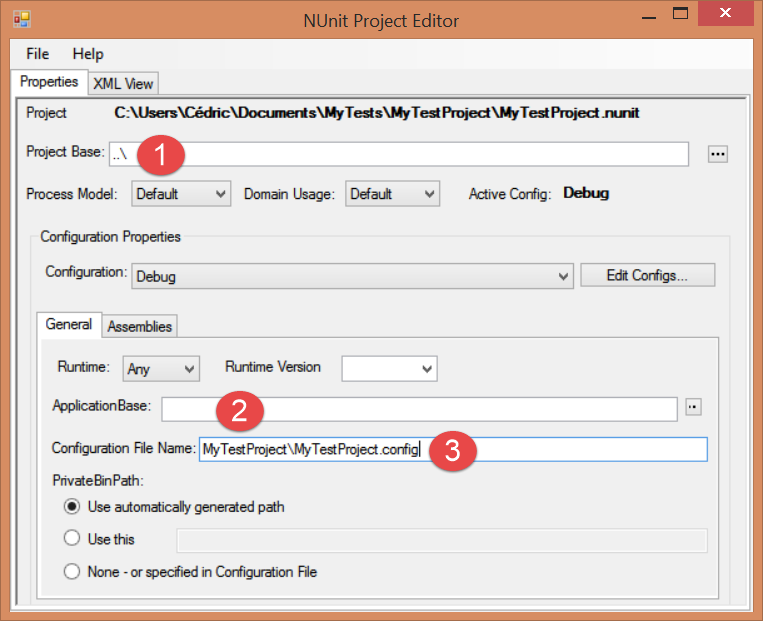 NUnit Project Editor
File Help
Properties XML View
Project C:\Users\Cédric\Documents\MyTests\MyTestProject\MyTestProject.nunit
Project Base: ..\ 1 ...
Process Model: Default Domain Usage: Default Active Config: Debug
Configuration Properties
Configuration: Debug Edit Configs...
General Assemblies
Runtime: Any Runtime Version
ApplicationBase: 2 ..
Configuration File Name: MyTestProject\MyTestProject.config 3
PrivateBinPath:
Use automatically generated path
Use this
None - or specified in Configuration File